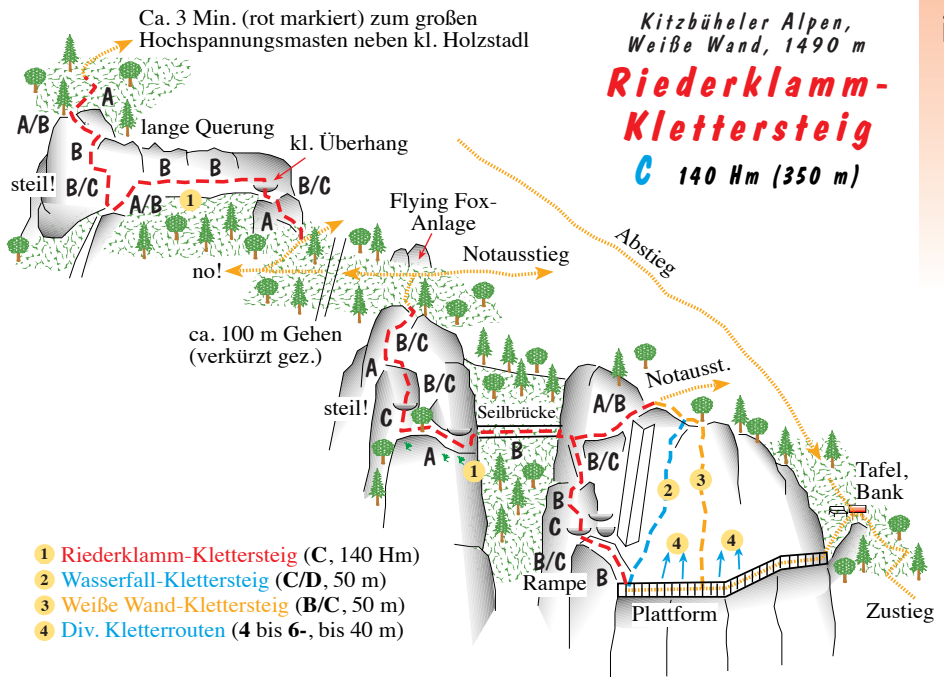 Ca. 3 Min. (rot markiert) zum großen
Hochspannungsmasten neben kl. Holzstadl
Kitzbüheler Alpen,
Weiße Wand, 1490 m
Riederklamm-
Klettersteig
C 140 Hm (350 m)
A
A/B
lange Querung
kl. Überhang
B
B
B
steil!
B/C
B/C
A/B
1
A
Flying Fox-
Anlage
Abstieg
no!
Notausstieg
ca. 100 m Gehen
(verkürzt gez.)
B/C
A
B/C
Notausst.
steil!
A/B
C
Seilbrücke
A
B
1
B/C
2
3
Tafel,
Bank
B
C
4
4
B/C
Rampe
B
Plattform
Zustieg
1 Riederklamm-Klettersteig (C, 140 Hm)
2 Wasserfall-Klettersteig (C/D, 50 m)
3 Weiße Wand-Klettersteig (B/C, 50 m)
4 Div. Kletterrouten (4 bis 6-, bis 40 m)